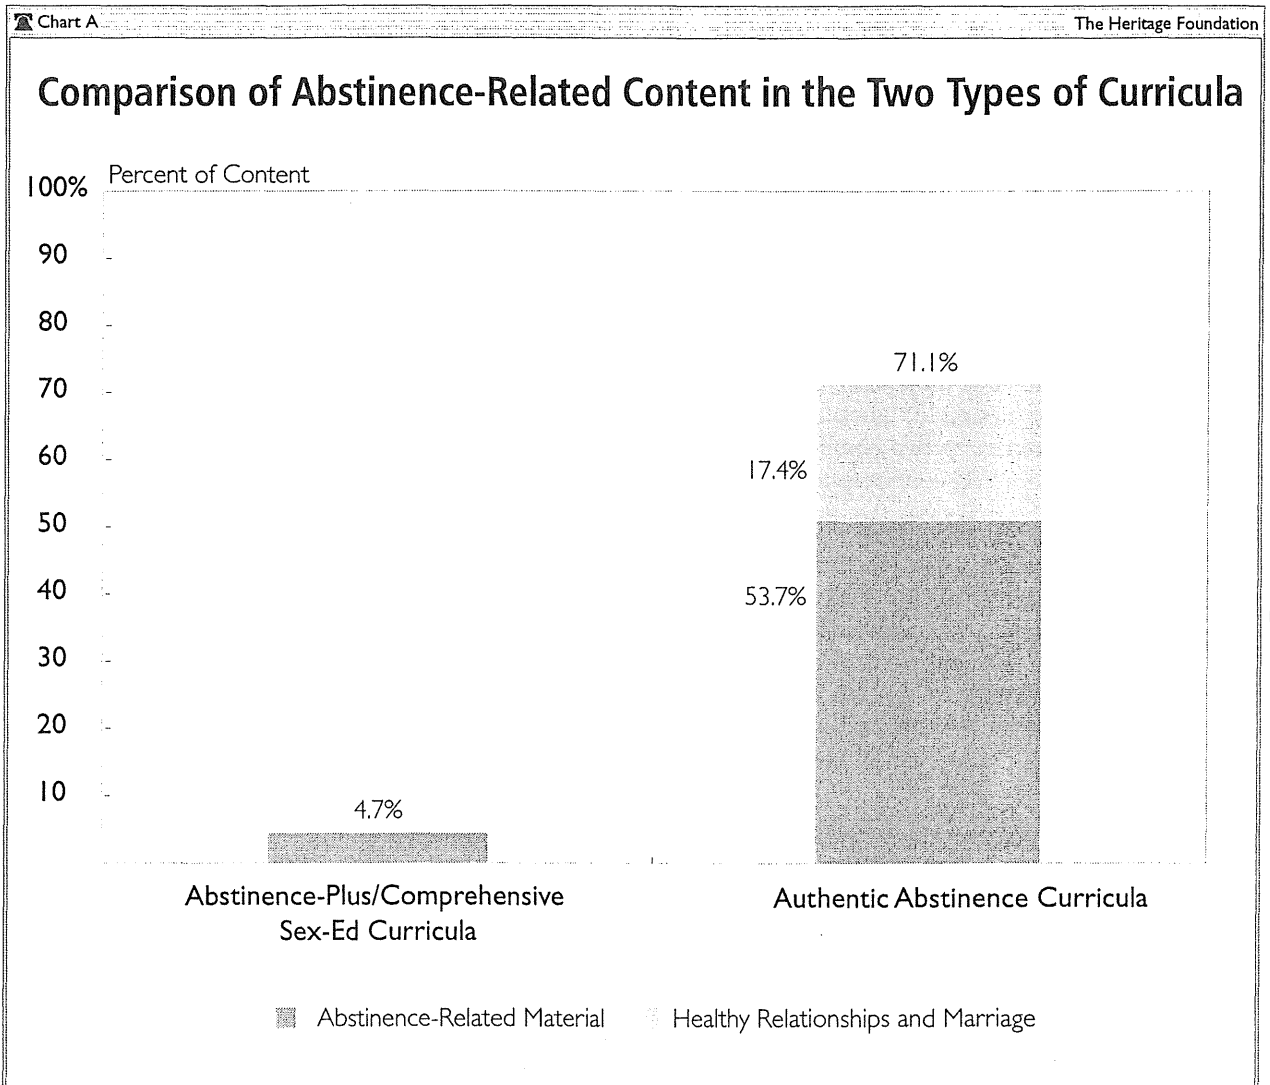 Chart A The Heritage Foundation
Comparison of Abstinence-Related Content in the Two Types of Curricula
Percent of Content
100%
90
80
70
60
50
40
30
20
10
4.7%
71.1%
17.4%
53.7%
Abstinence-Plus/Comprehensive
Sex-Ed Curricula
Authentic Abstinence Curricula
Abstinence-Related Material Healthy Relationships and Marriage